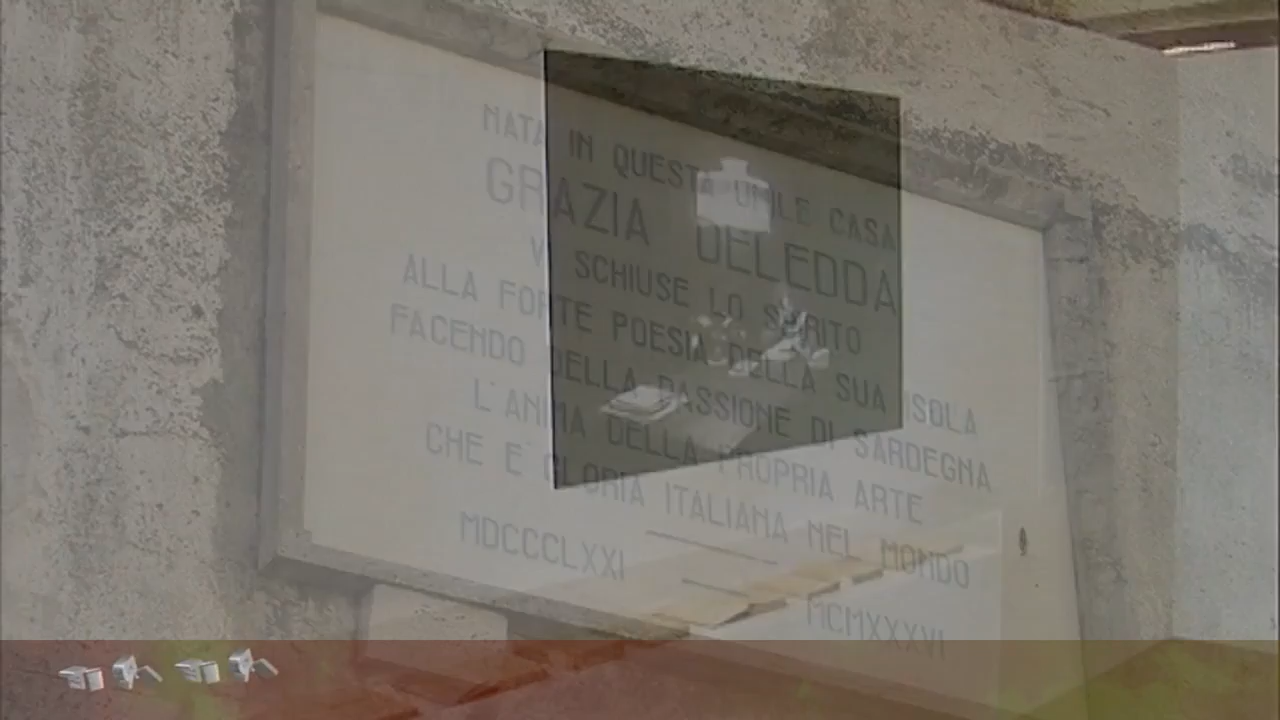 NATA IN QUESTA UMILE CASA
GRAZIA DELEDDA
VI SCHIUSE LO SPIRITO
ALLA FORTE POESIA DELLA SUA ISOLA
FACENDO DELLA PASSIONE DI SARDEGNA
L'ANIMA DELLA PROPRIA ARTE
CHE E GLORIA ITALIANA NEL MONDO
MDCCCLXXI
MCMXXXVI